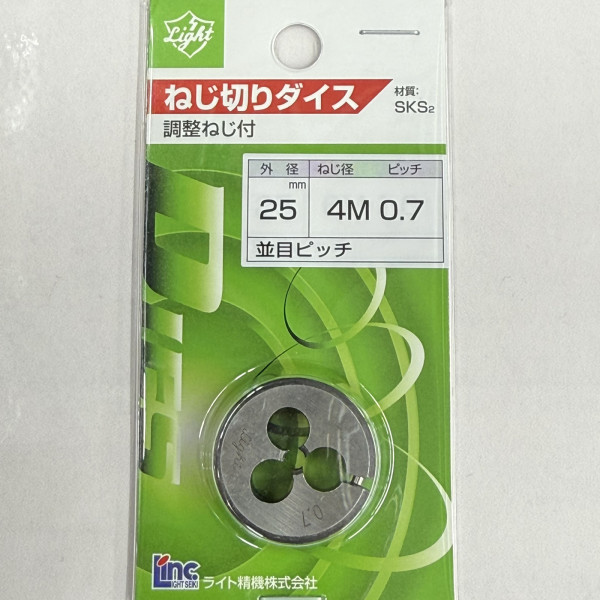 Light
ねじ切りダイス
材質:
SKS2
調整ねじ付
外径 ねじ径 ピッチ
mm
25 4M 0.7
並目ピッチ
DIES
Light
0.7
Linc
LIGHT SEIKI
ライト精機株式会社